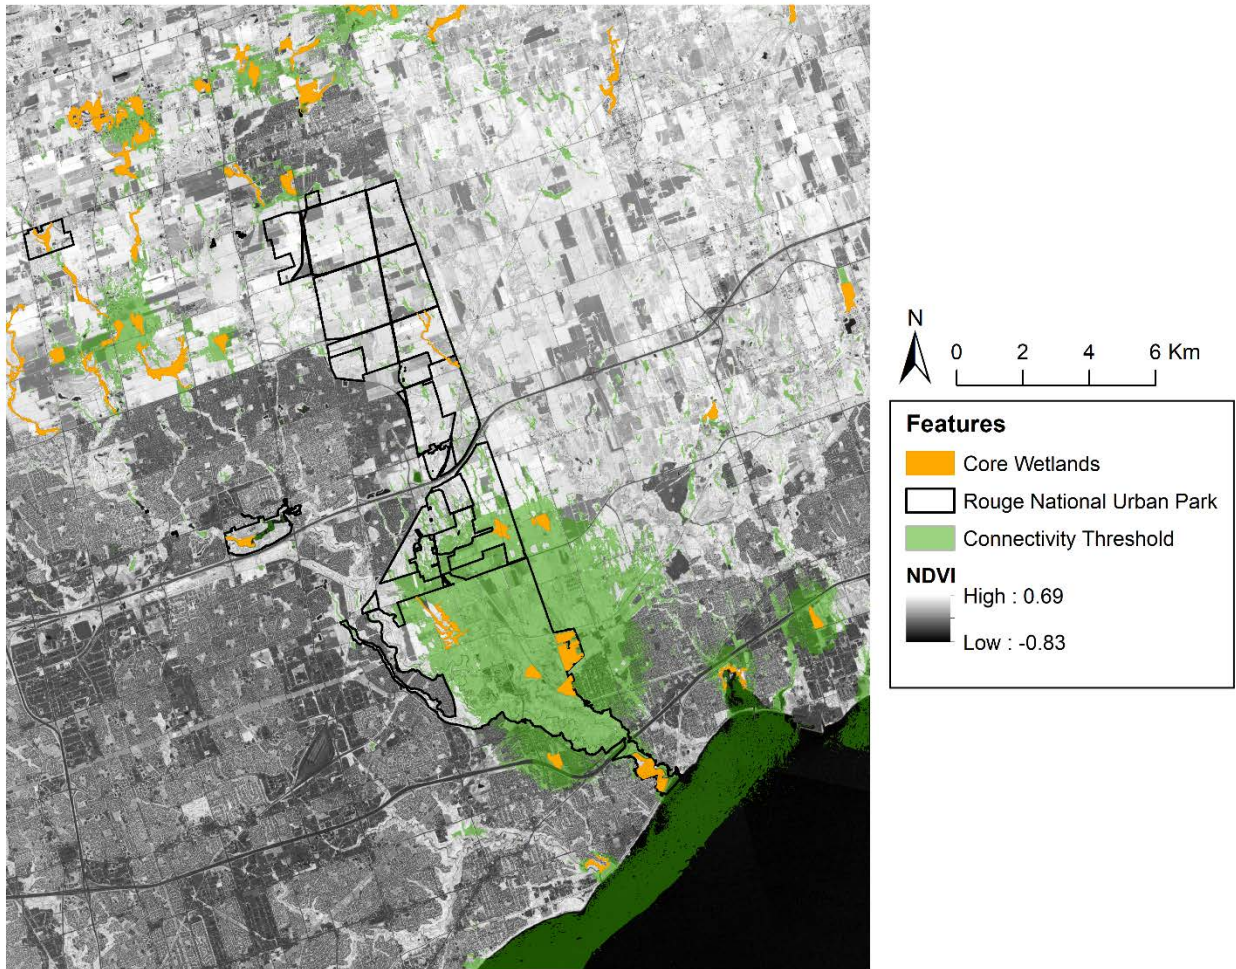 N
0 2 4 6 Km
Features
Core Wetlands
Rouge National Urban Park
Connectivity Threshold
NDVI
High : 0.69
Low : -0.83